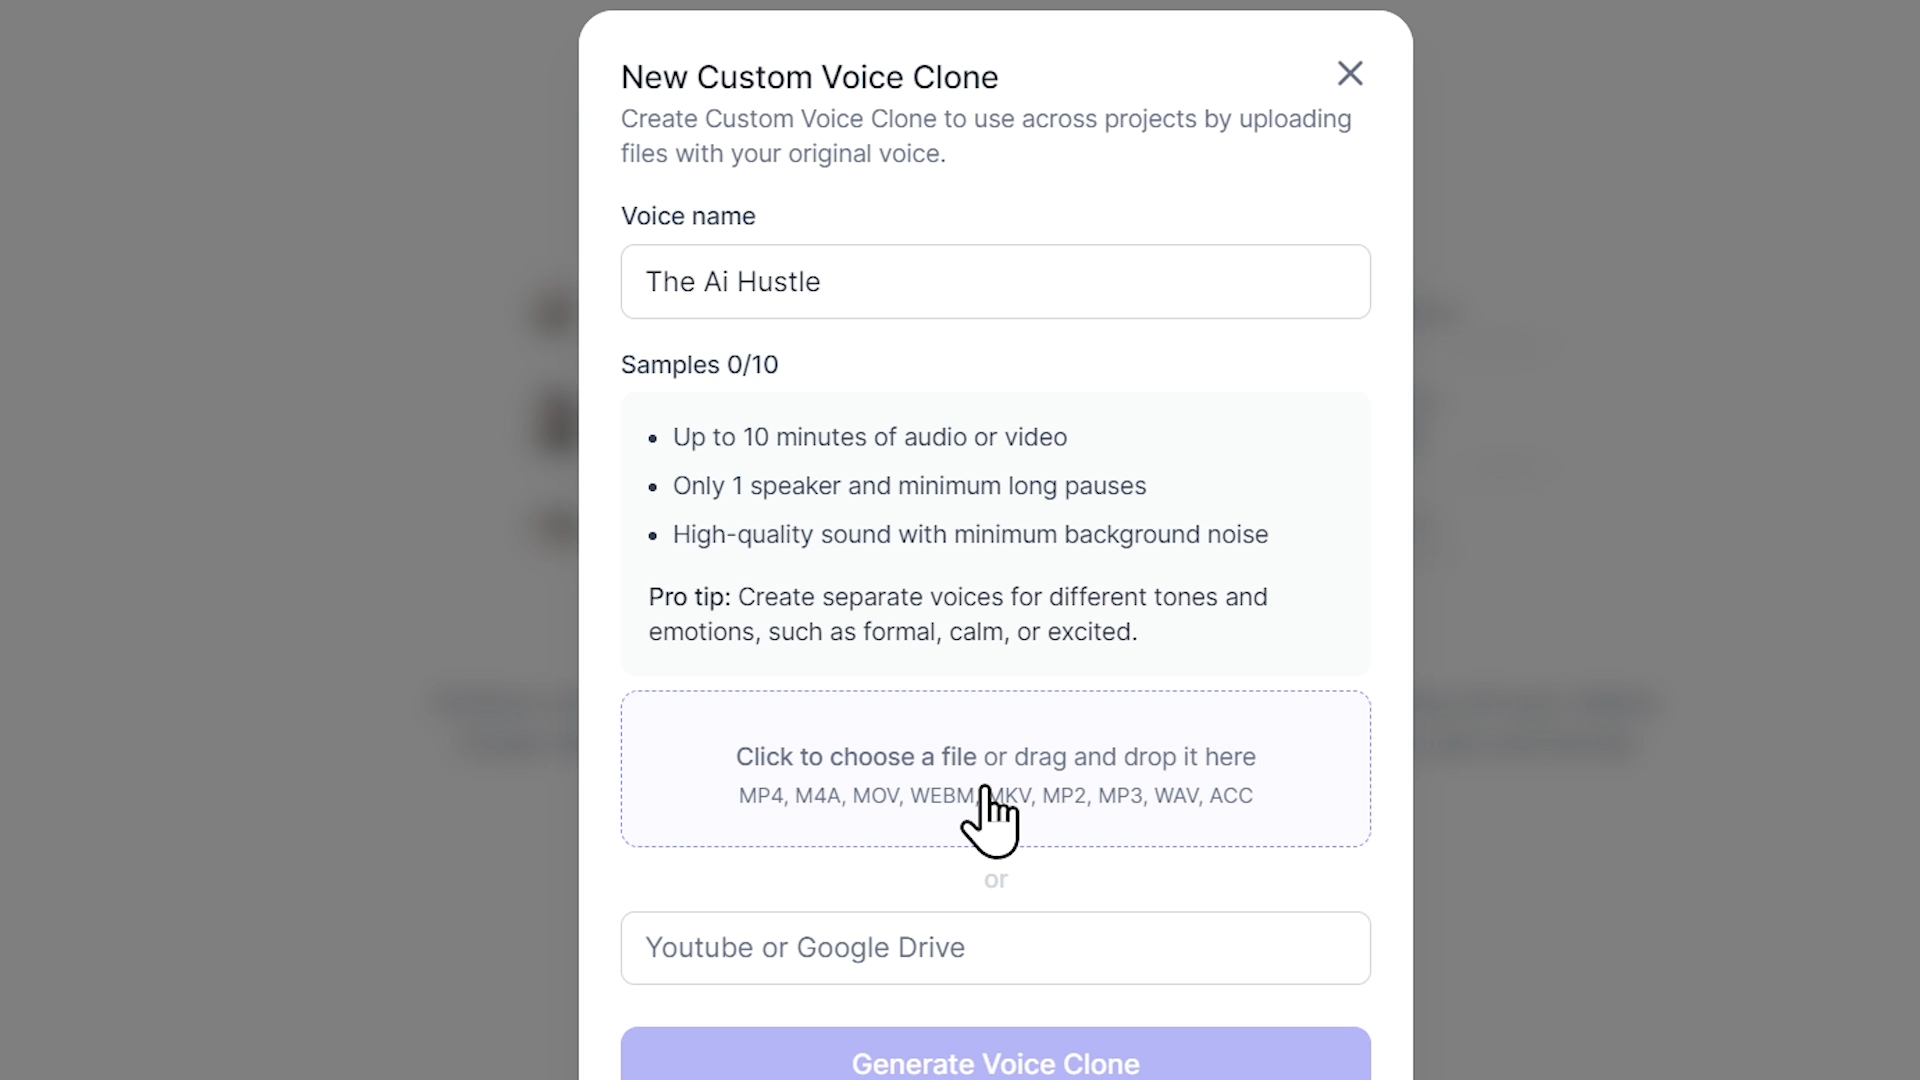 New Custom Voice Clone
Create Custom Voice Clone to use across projects by uploading
files with your original voice.
Voice name
The Ai Hustle
Samples 0/10
Up to 10 minutes of audio or video
Only 1 speaker and minimum long pauses
High-quality sound with minimum background noise
Pro tip: Create separate voices for different tones and
emotions, such as formal, calm, or excited.
Click to choose a file or drag and drop it here
MP4, M4A, MOV, WEBM, MKV, MP2, MP3, WAV, ACC
or
Youtube or Google Drive
Generate Voice Clone